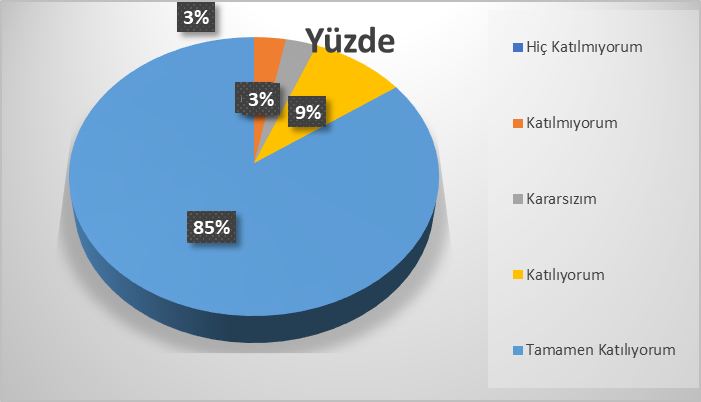 Yüzde
3%
3%
9%
85%
Hiç Katılmıyorum
Katılmıyorum
Kararsızım
Katılıyorum
Tamamen Katılıyorum